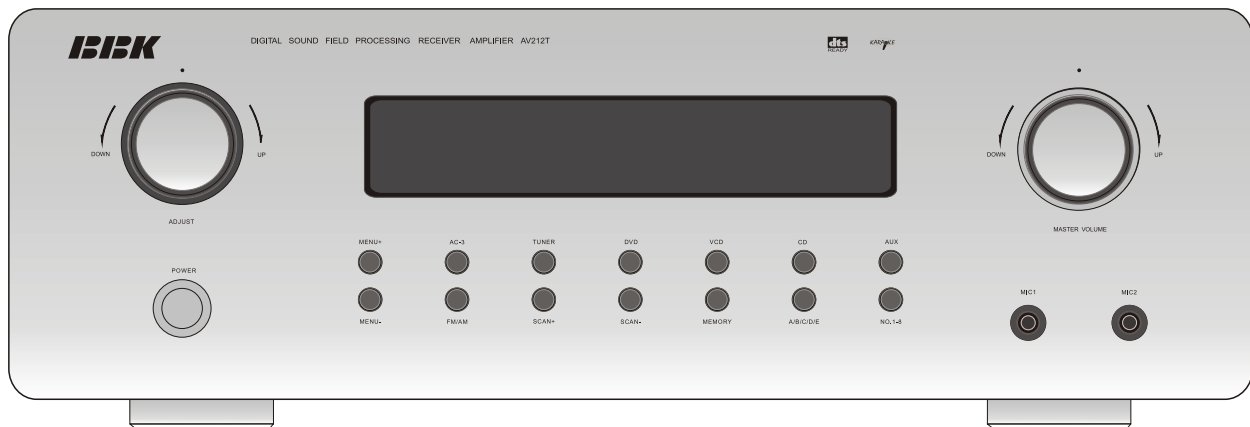 BBK
DIGITAL SOUND FIELD PROCESSING RECEIVER AMPLIFIER AV212T
dts
READY
KARAOKE
DOWN
UP
ADJUST
DOWN
UP
MASTER VOLUME
MENU+ AC-3 TUNER DVD VCD CD AUX
POWER
MIC1 MIC2
MENU- FM/AM SCAN+ SCAN- MEMORY A/B/C/D/E NO.1-8